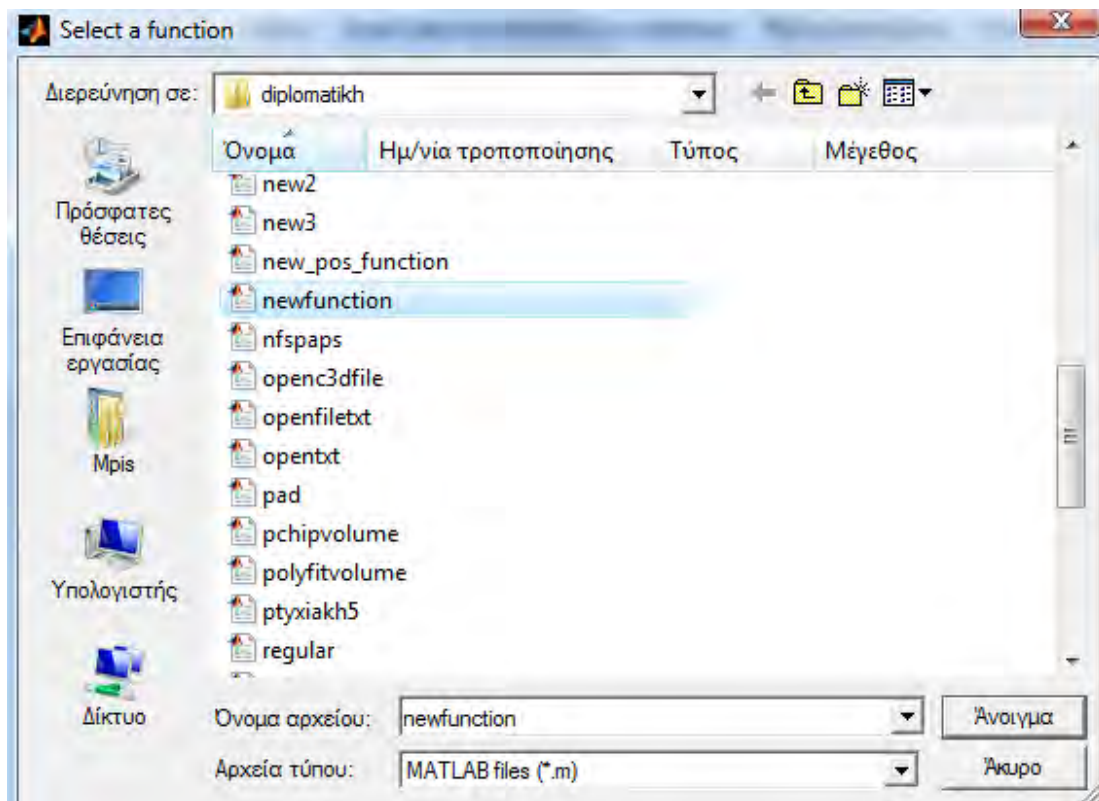 Select a function
Διερεύνηση σε: diplomatikh
Όνομα Ημ/νία τροποποίησης Τύπος Μέγεθος
new2
new3
new_pos_function
newfunction
nfspaps
openc3dfile
openfiletxt
opentxt
pad
pchipvolume
polyfitvolume
ptyxiakh5
regular
Πρόσφατες
θέσεις
Επιφάνεια
εργασίας
Mpis
Υπολογιστής
Δίκτυο
Όνομα αρχείου: newfunction Άνοιγμα
Αρχεία τύπου: MATLAB files (*.m) Άκυρο